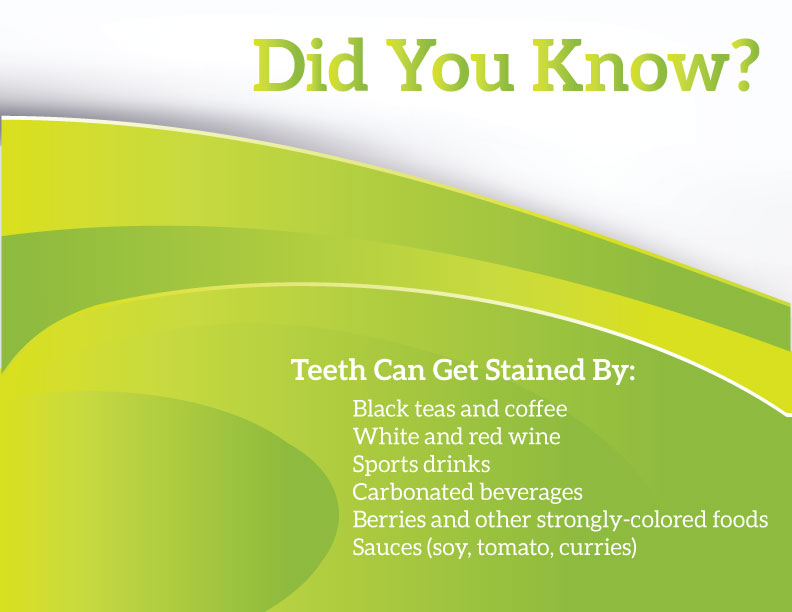 Did You Know?
Teeth Can Get Stained By:
Black teas and coffee
White and red wine
Sports drinks
Carbonated beverages
Berries and other strongly-colored foods
Sauces (soy, tomato, curries)